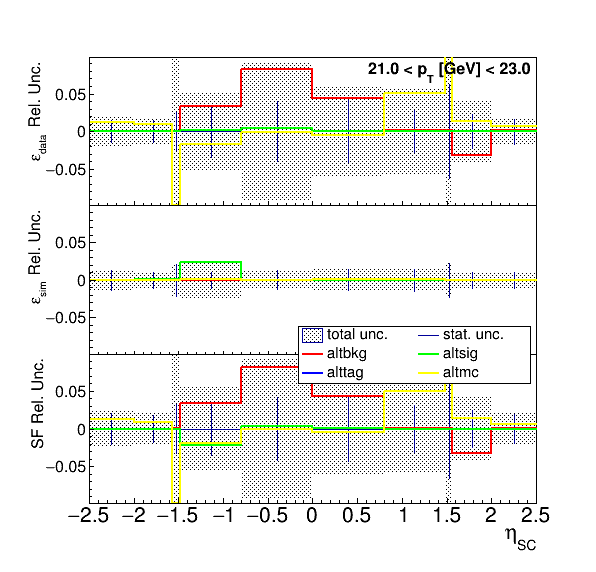 21.0 < p_T [GeV] < 23.0
ε_data Rel. Unc.
0.05
0
−0.05
ε_sim Rel. Unc.
0.05
0
−0.05
total unc. stat. unc.
altbkg altsig
alttag altmc
SF Rel. Unc.
0.05
0
−0.05
−2.5 −2 −1.5 −1 −0.5 0 0.5 1 1.5 2 2.5
η_SC